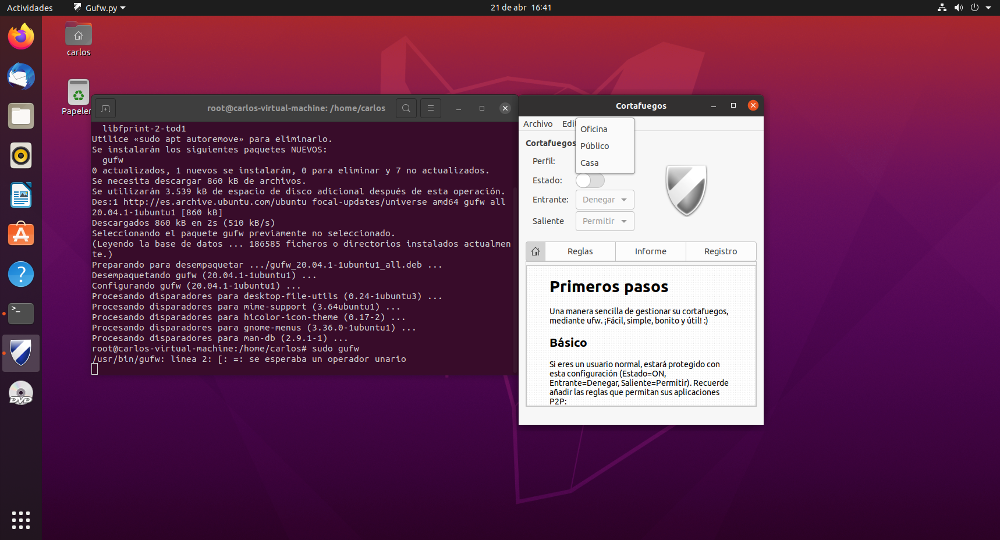 Actividades
Gufw.py
21 de abr 16:41
carlos
Papeler
root@carlos-virtual-machine: /home/carlos
libfprint-2-tod1
Utilice «sudo apt autoremove» para eliminarlo.
Se instalarán los siguientes paquetes NUEVOS:
gufw
0 actualizados, 1 nuevos se instalarán, 0 para eliminar y 7 no actualizados.
Se necesita descargar 860 kB de archivos.
Se utilizarán 3.539 kB de espacio de disco adicional después de esta operación.
Des:1 http://es.archive.ubuntu.com/ubuntu focal-updates/universe amd64 gufw all
20.04.1-1ubuntu1 [860 kB]
Descargados 860 kB en 2s (510 kB/s)
Seleccionando el paquete gufw previamente no seleccionado.
(Leyendo la base de datos ... 186585 ficheros o directorios instalados actualmen
te.)
Preparando para desempaquetar .../gufw_20.04.1-1ubuntu1_all.deb ...
Desempaquetando gufw (20.04.1-1ubuntu1) ...
Configurando gufw (20.04.1-1ubuntu1) ...
Procesando disparadores para desktop-file-utils (0.24-1ubuntu3) ...
Procesando disparadores para mime-support (3.64ubuntu1) ...
Procesando disparadores para hicolor-icon-theme (0.17-2) ...
Procesando disparadores para gnome-menus (3.36.0-1ubuntu1) ...
Procesando disparadores para man-db (2.9.1-1) ...
root@carlos-virtual-machine:/home/carlos# sudo gufw
/usr/bin/gufw: línea 2: [: =: se esperaba un operador unario
Cortafuegos
Archivo Edit
Oficina
Público
Casa
Cortafuegos
Perfil:
Estado:
Entrante: Denegar
Saliente Permitir
Reglas Informe Registro
Primeros pasos
Una manera sencilla de gestionar su cortafuegos,
mediante ufw. ¡Fácil, simple, bonito y útil! :)
Básico
Si eres un usuario normal, estará protegido con
esta configuración (Estado=ON,
Entrante=Denegar, Saliente=Permitir). Recuerde
añadir las reglas que permitan sus aplicaciones
P2P:
>_
?
DVD